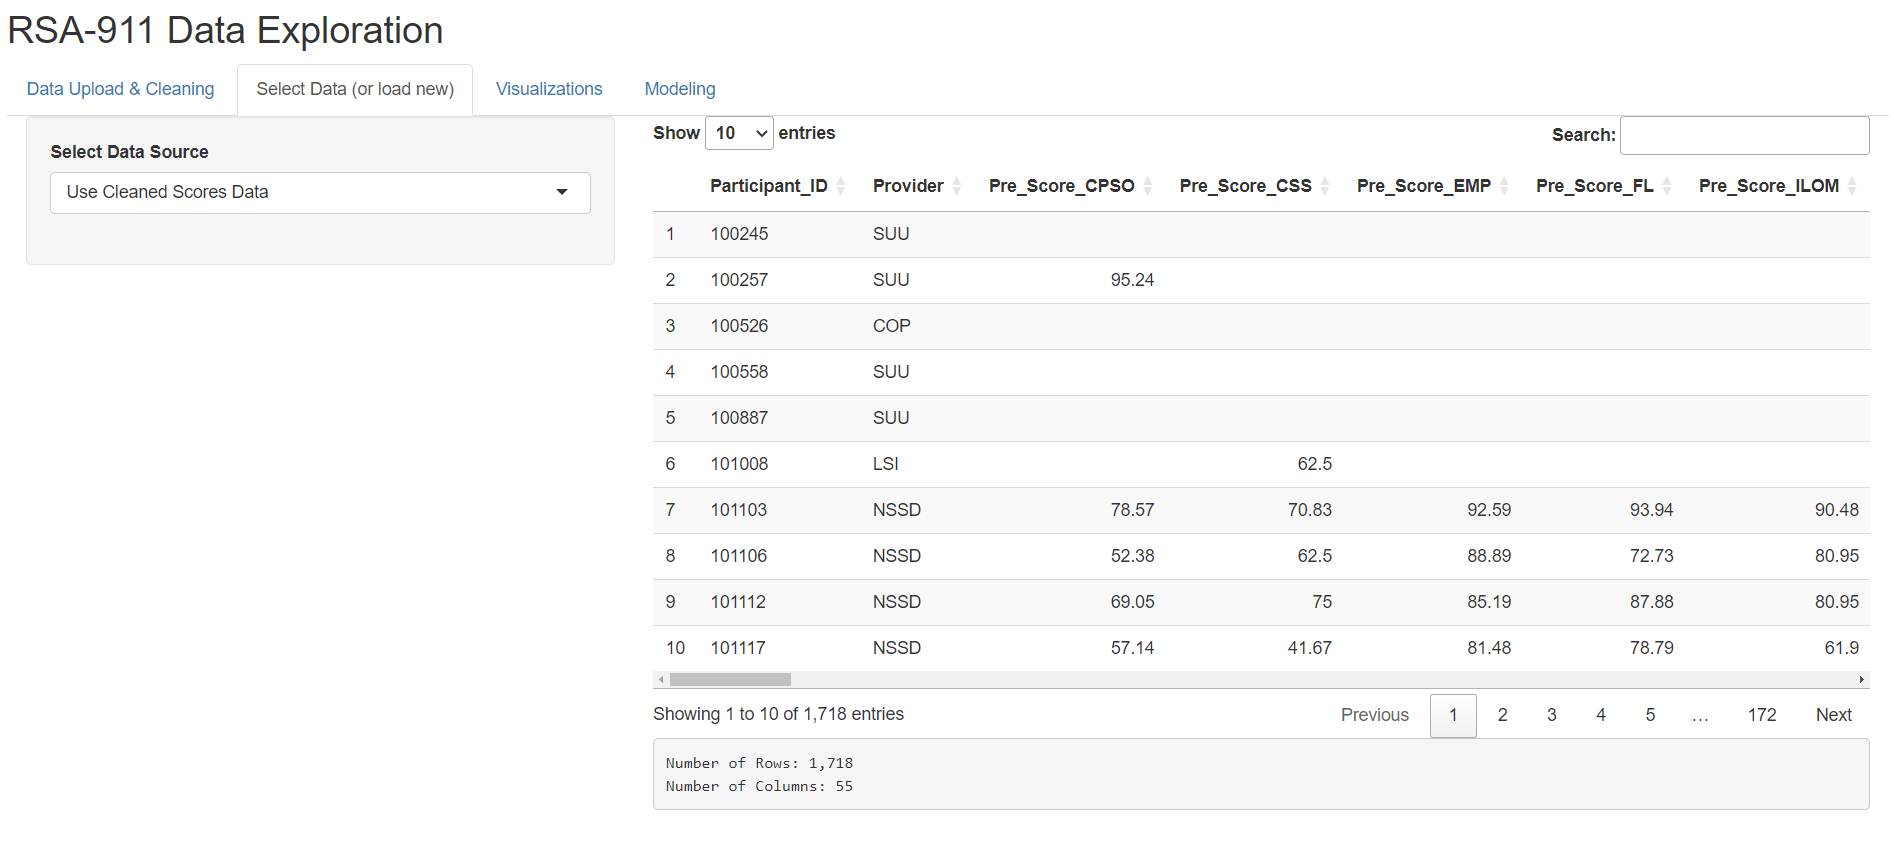 RSA-911 Data Exploration
Data Upload & Cleaning Select Data (or load new) Visualizations Modeling
Select Data Source
Use Cleaned Scores Data
Show 10 entries Search:
Participant_ID Provider Pre_Score_CPSO Pre_Score_CSS Pre_Score_EMP Pre_Score_FL Pre_Score_ILOM
1 100245 SUU
2 100257 SUU 95.24
3 100526 COP
4 100558 SUU
5 100887 SUU
6 101008 LSI 62.5
7 101103 NSSD 78.57 70.83 92.59 93.94 90.48
8 101106 NSSD 52.38 62.5 88.89 72.73 80.95
9 101112 NSSD 69.05 75 85.19 87.88 80.95
10 101117 NSSD 57.14 41.67 81.48 78.79 61.9
Showing 1 to 10 of 1,718 entries Previous 1 2 3 4 5 … 172 Next
Number of Rows: 1,718
Number of Columns: 55